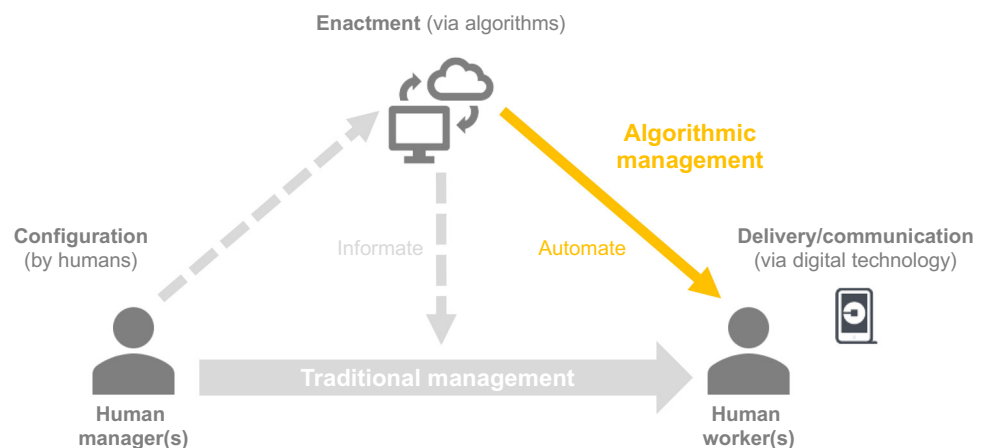 Enactment (via algorithms)
Algorithmic
management
Configuration
(by humans)
Informate
Automate
Delivery/communication
(via digital technology)
Traditional management
Human
manager(s)
Human
worker(s)